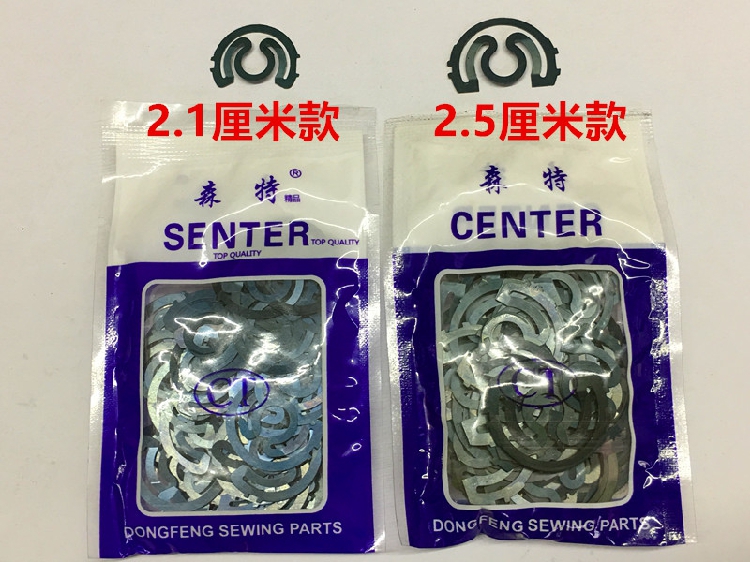 2.1厘米款
2.5厘米款
森特®
精品
SENTER TOP QUALITY
TOP QUALITY
CT
DONGFENG SEWING PARTS
森特
CENTER
CT
DONGFENG SEWING PARTS